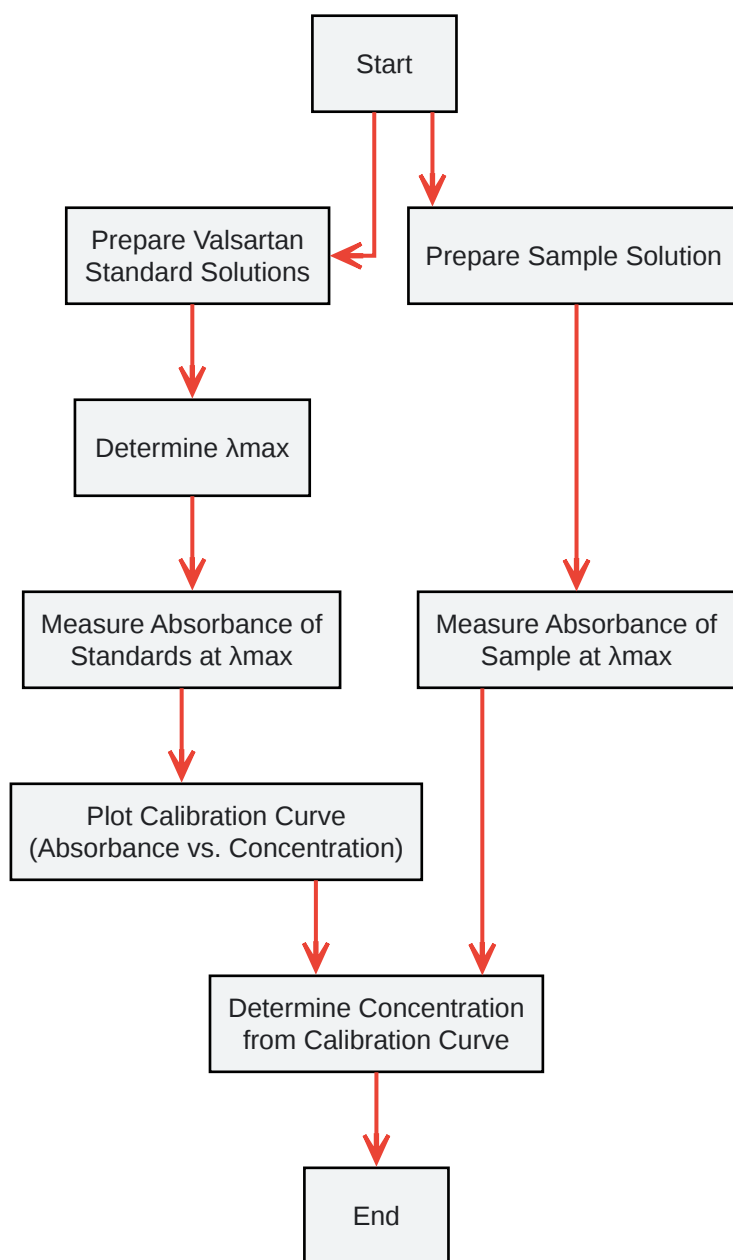 Start
Prepare Valsartan
Standard Solutions
Prepare Sample Solution
Determine λmax
Measure Absorbance of
Standards at λmax
Measure Absorbance of
Sample at λmax
Plot Calibration Curve
(Absorbance vs. Concentration)
Determine Concentration
from Calibration Curve
End